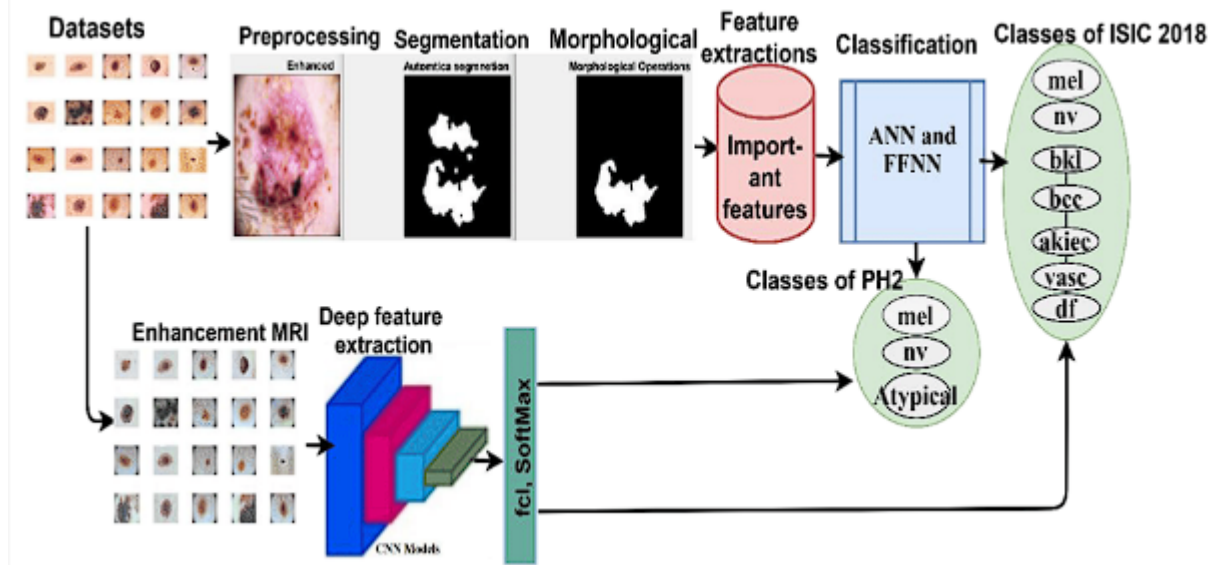 Datasets
Preprocessing
Segmentation
Morphological
Feature
extractions
Classification
Classes of ISIC 2018
Enhanced
Automtica segmnetion
Morphological Operations
Import-
ant
features
ANN and
FFNN
mel
nv
bkl
bcc
akiec
vasc
df
Classes of PH2
mel
nv
Atypical
Enhancement MRI
Deep feature
extraction
CNN Models
fcl, SoftMax